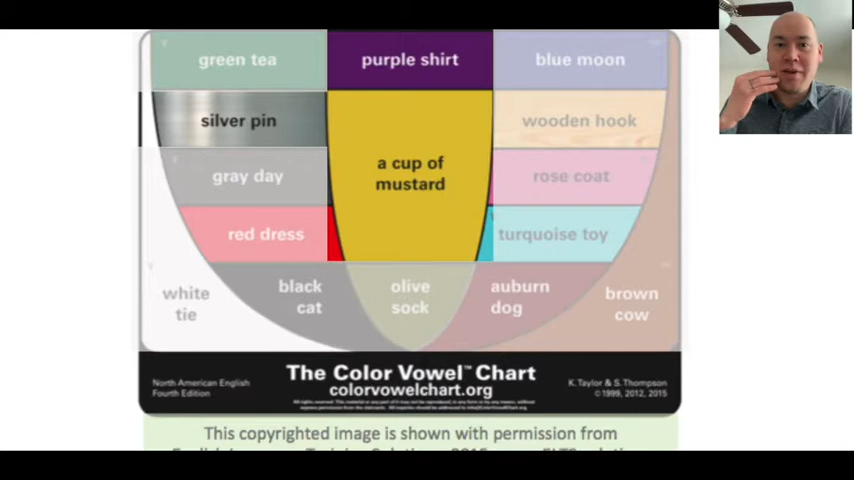 green tea
purple shirt
blue moon
silver pin
a cup of
mustard
wooden hook
gray day
rose coat
red dress
turquoise toy
white
tie
black
cat
olive
sock
auburn
dog
brown
cow
North American English
Fourth Edition
The Color Vowel™ Chart
colorvowelchart.org
K. Taylor & S. Thompson
©1999, 2012, 2015
This copyrighted image is shown with permission from